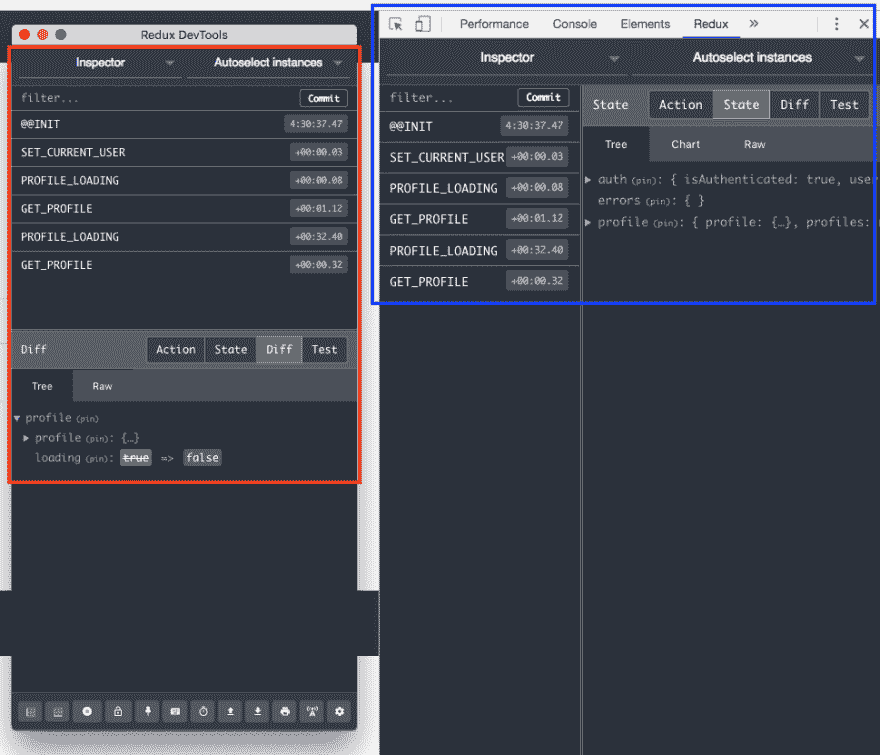 Redux DevTools
Inspector Autoselect instances
filter... Commit
@@INIT 4:30:37.47
SET_CURRENT_USER +00:00.03
PROFILE_LOADING +00:00.08
GET_PROFILE +00:01.12
PROFILE_LOADING +00:32.40
GET_PROFILE +00:00.32
Diff Action State Diff Test
Tree Raw
profile (pin)
profile (pin): {…}
loading (pin): true => false
Performance Console Elements Redux »
Inspector Autoselect instances
filter... Commit
@@INIT 4:30:37.47
SET_CURRENT_USER +00:00.03
PROFILE_LOADING +00:00.08
GET_PROFILE +00:01.12
PROFILE_LOADING +00:32.40
GET_PROFILE +00:00.32
State Action State Diff Test
Tree Chart Raw
auth (pin): { isAuthenticated: true, user
errors (pin): { }
profile (pin): { profile: {…}, profiles: